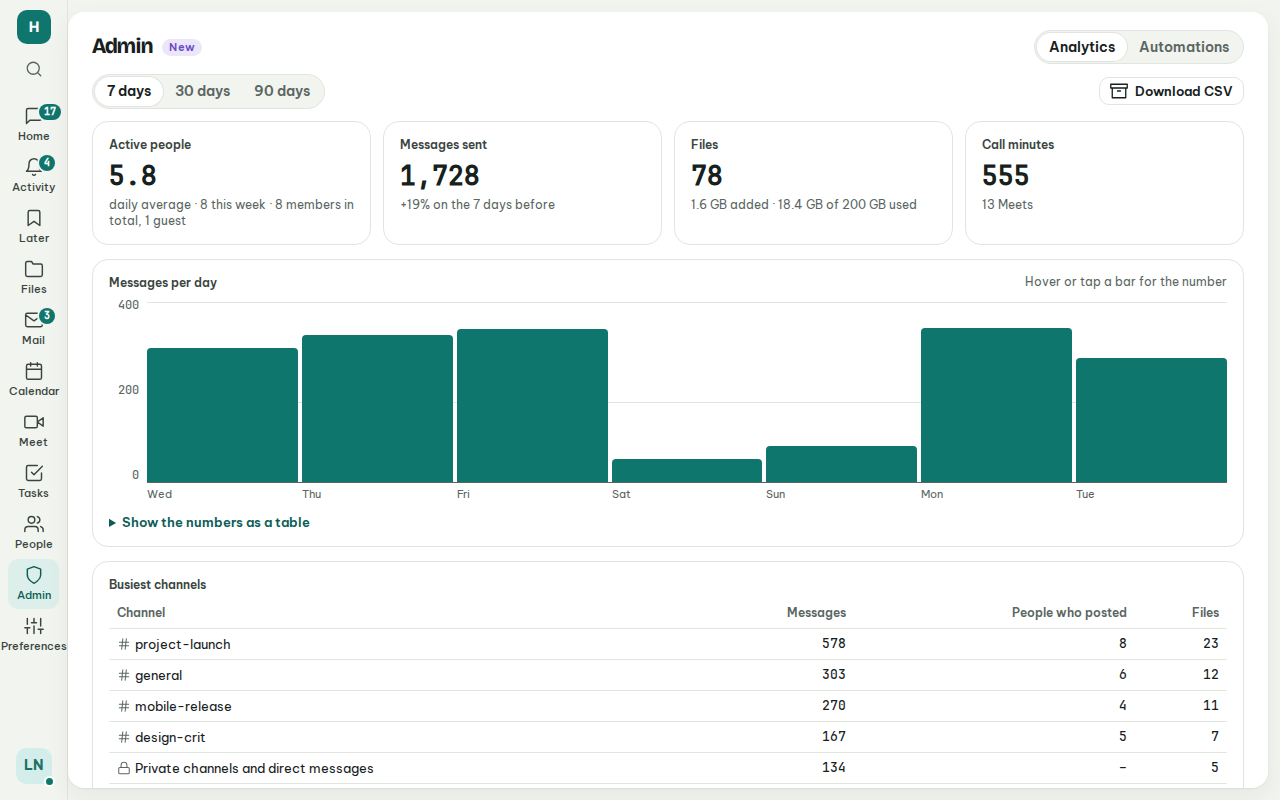 H
Admin
New
Analytics
Automations
17
Home
4
Activity
Later
Files
3
Mail
Calendar
Meet
Tasks
People
Admin
Preferences
LN
7 days
30 days
90 days
Download CSV
Active people
5.8
daily average · 8 this week · 8 members in
total, 1 guest
Messages sent
1,728
+19% on the 7 days before
Files
78
1.6 GB added · 18.4 GB of 200 GB used
Call minutes
555
13 Meets
Messages per day
Hover or tap a bar for the number
400
200
0
Wed Thu Fri Sat Sun Mon Tue
Show the numbers as a table
Busiest channels
Channel Messages People who posted Files
# project-launch 578 8 23
# general 303 6 12
# mobile-release 270 4 11
# design-crit 167 5 7
Private channels and direct messages 134 – 5